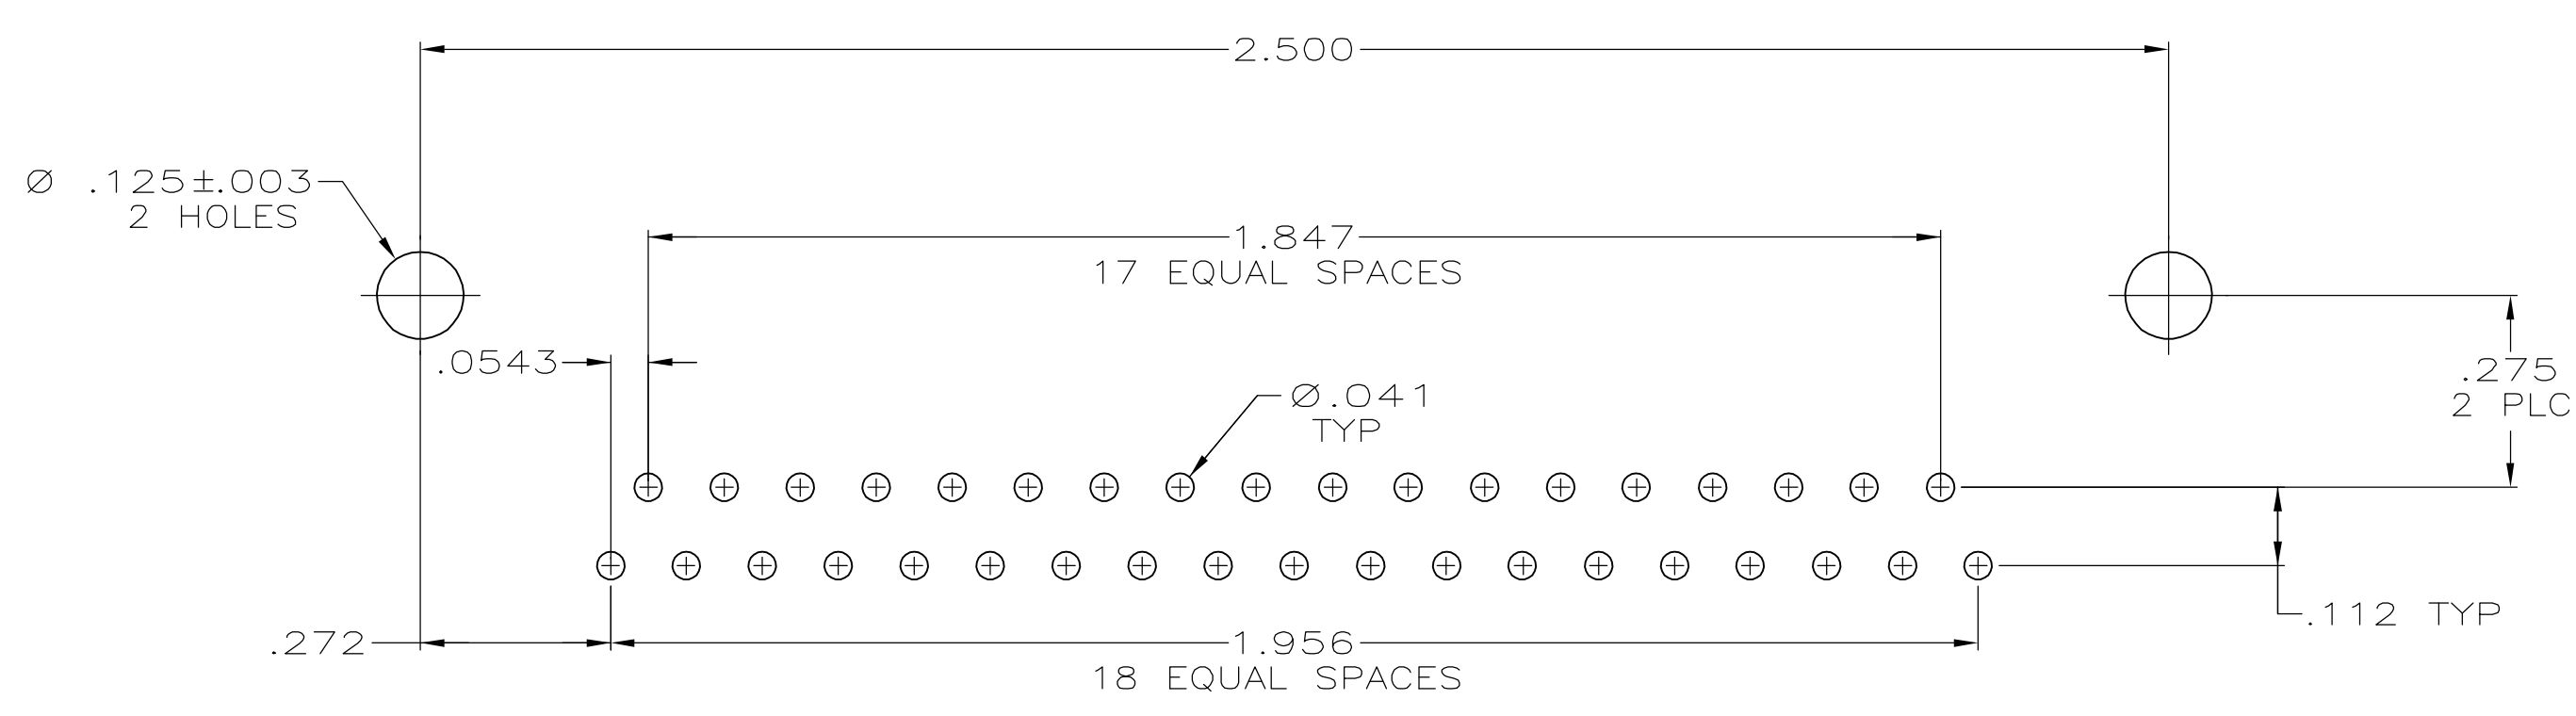 2.500
Ø .125±.003
2 HOLES
1.847
17 EQUAL SPACES
.0543
Ø.041
TYP
.275
2 PLC
.112 TYP
.272
1.956
18 EQUAL SPACES